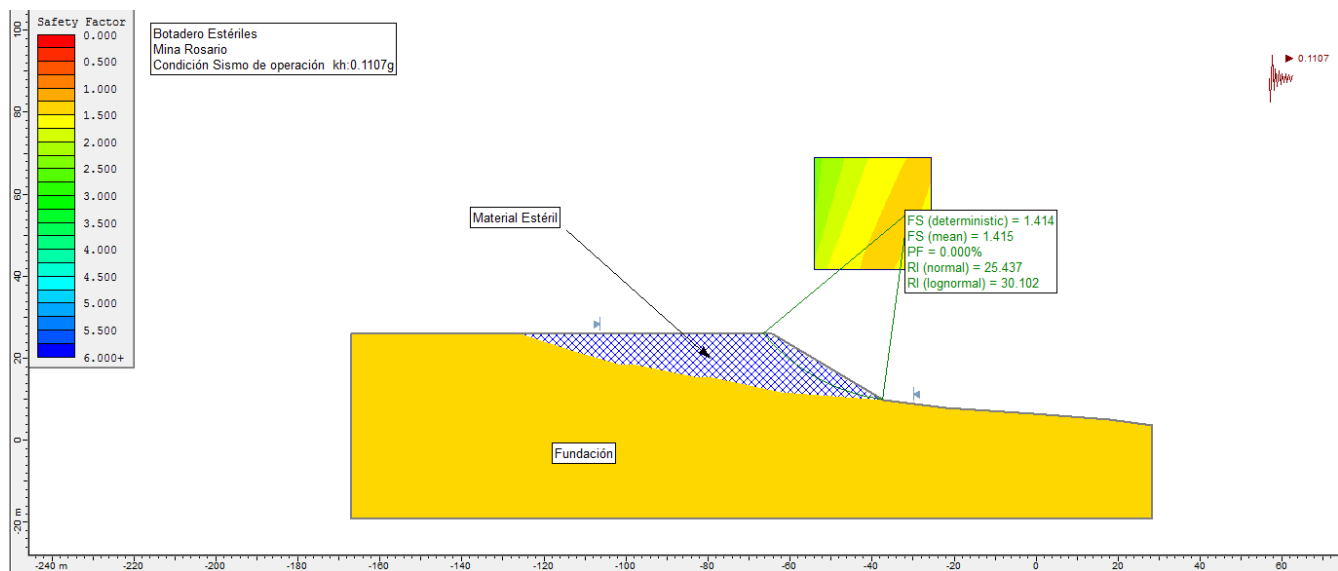 Safety Factor
0.000
0.500
1.000
1.500
2.000
2.500
3.000
3.500
4.000
4.500
5.000
5.500
6.000+
Botadero Estériles
Mina Rosario
Condición Sismo de operación kh:0.1107g
0.1107
Material Estéril
FS (deterministic) = 1.414
FS (mean) = 1.415
PF = 0.000%
RI (normal) = 25.437
RI (lognormal) = 30.102
Fundación
100
80
60
40
20
0
-20 m
-240 m
-220
-200
-180
-160
-140
-120
-100
-80
-60
-40
-20
0
20
40
60